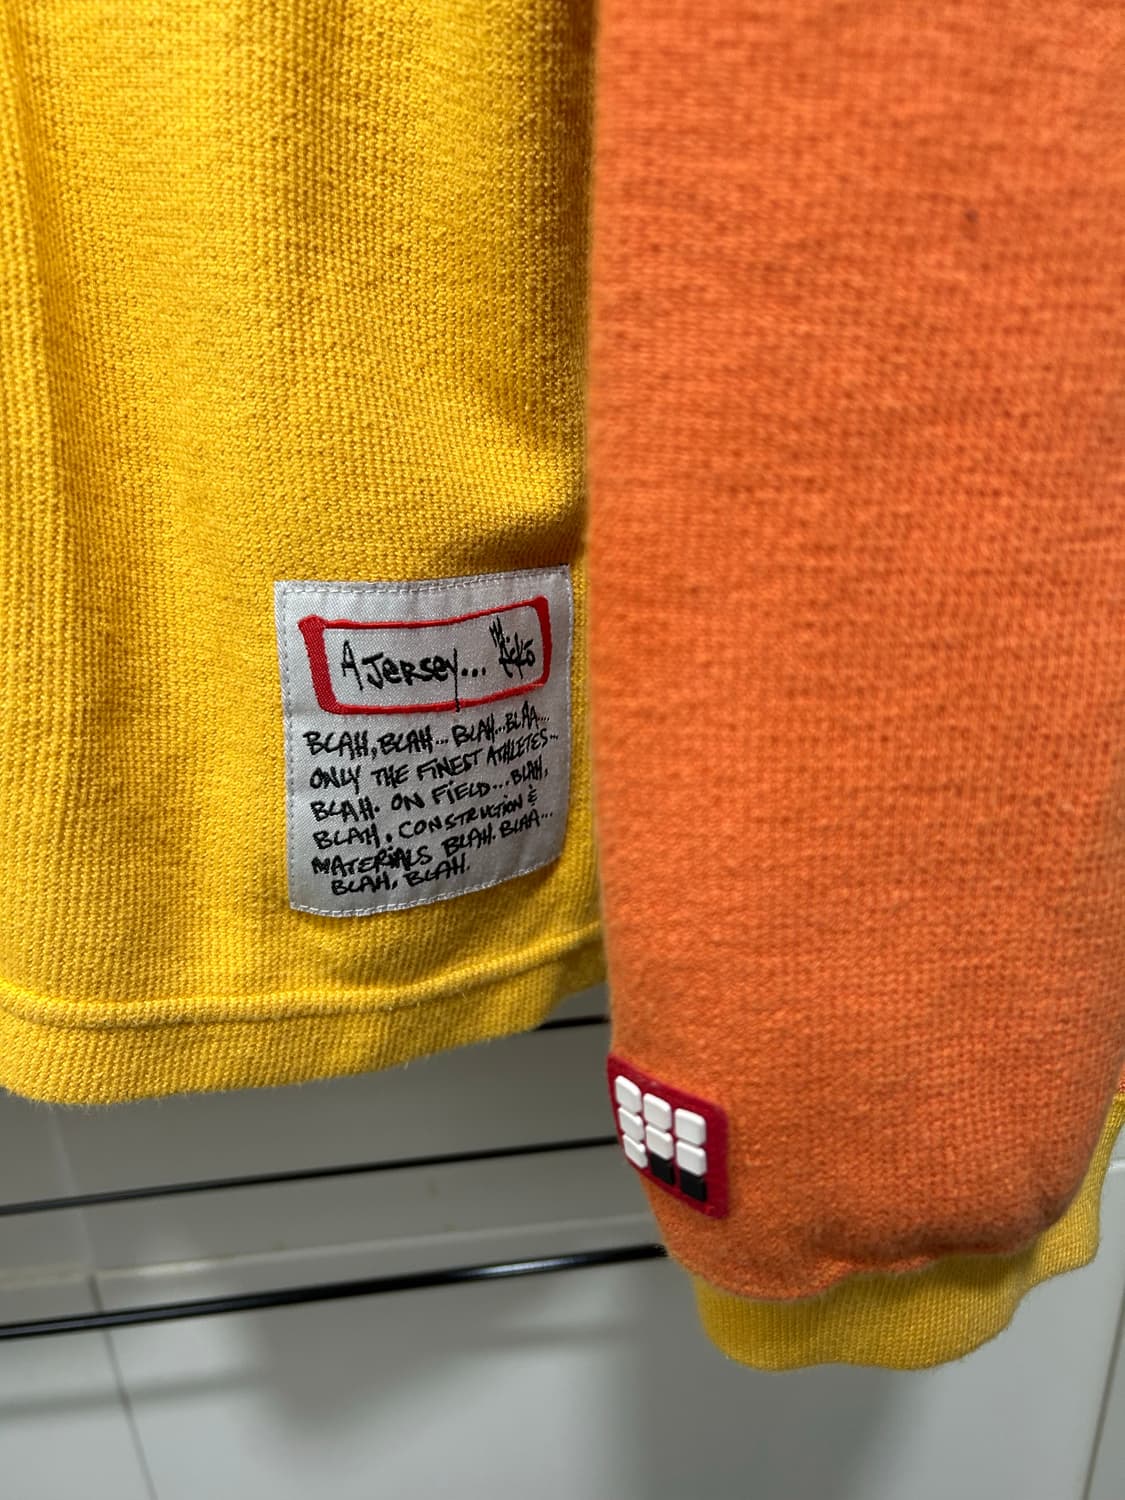 A JERSEY...
BLAH, BLAH... BLAH...BLAA...
ONLY THE FINEST ATHLETES...
BLAH. ON FIELD...BLAH,
BLAH. CONSTRUCTION &
MATERIALS BLAH. BLAA...
BLAH, BLAH.